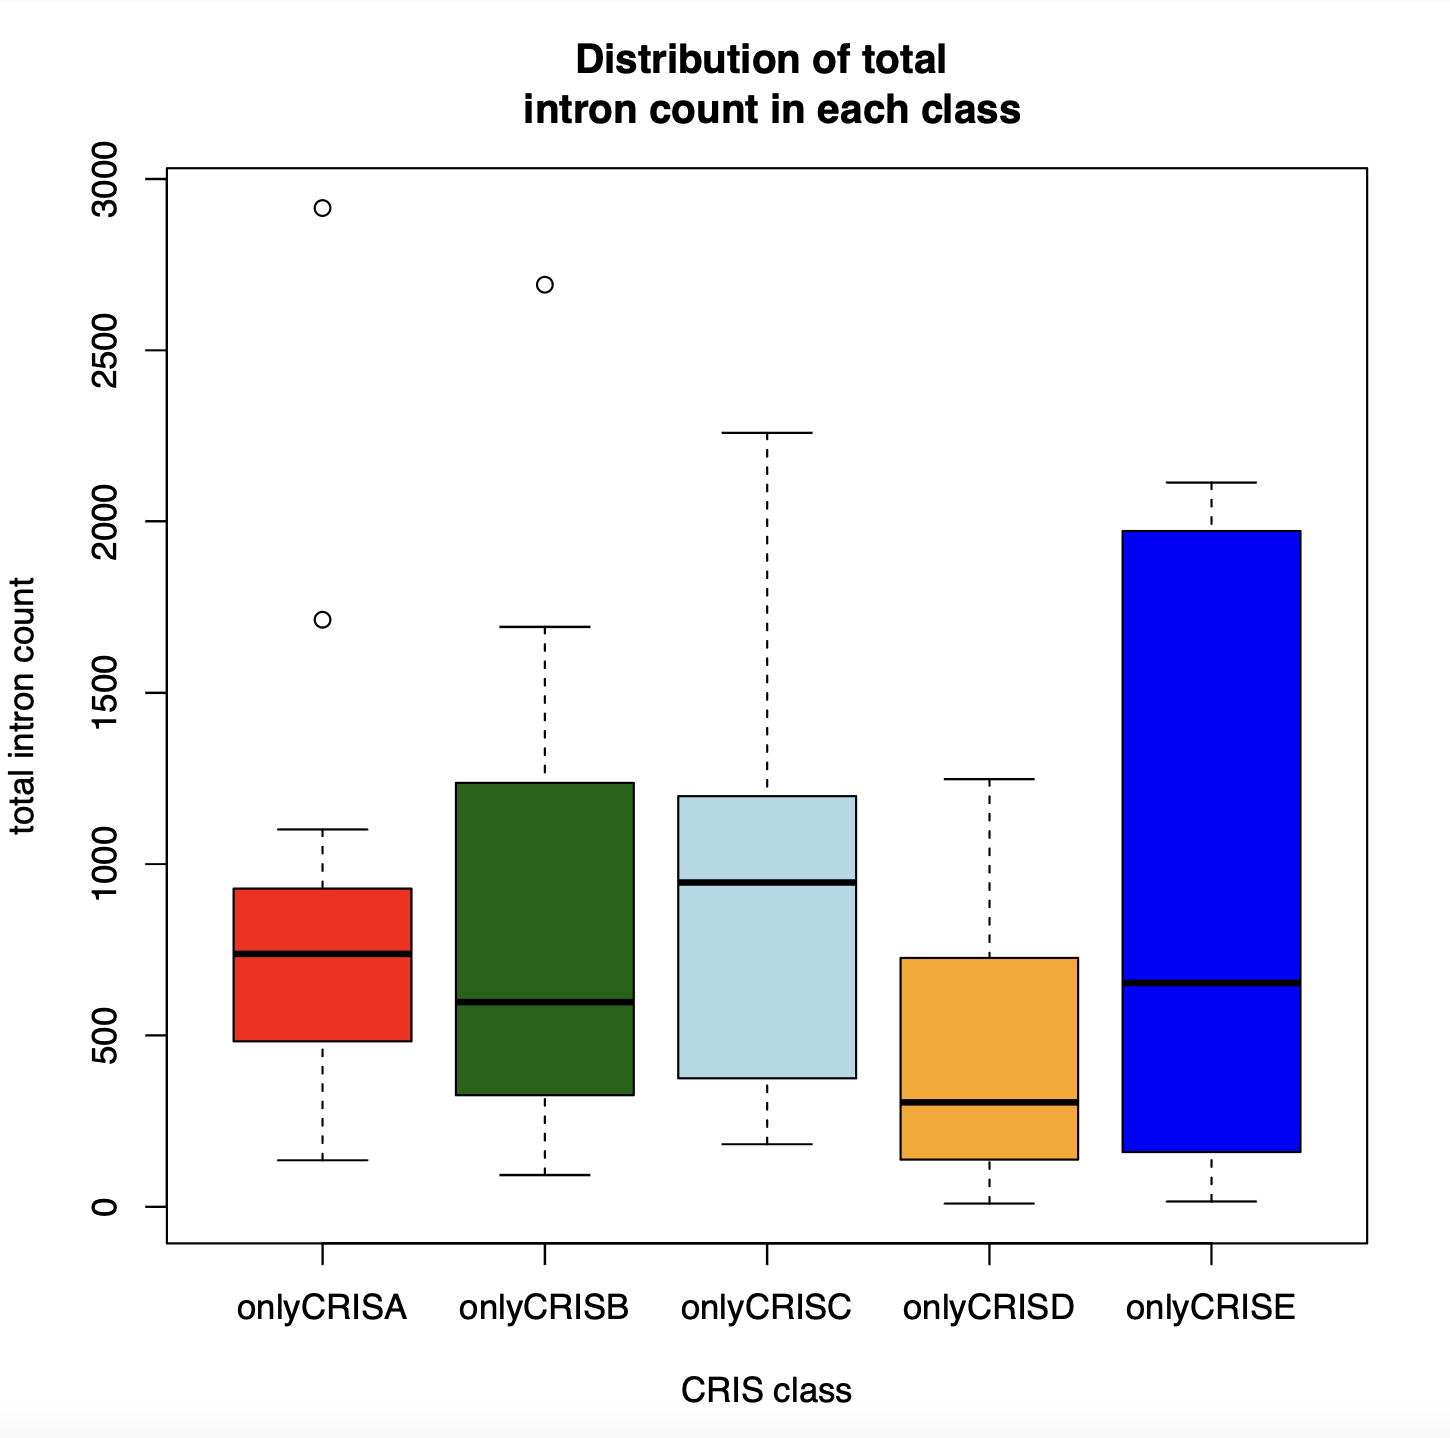 Distribution of total
intron count in each class
total intron count
3000
2500
2000
1500
1000
500
0
onlyCRISA onlyCRISB onlyCRISC onlyCRISD onlyCRISE
CRIS class